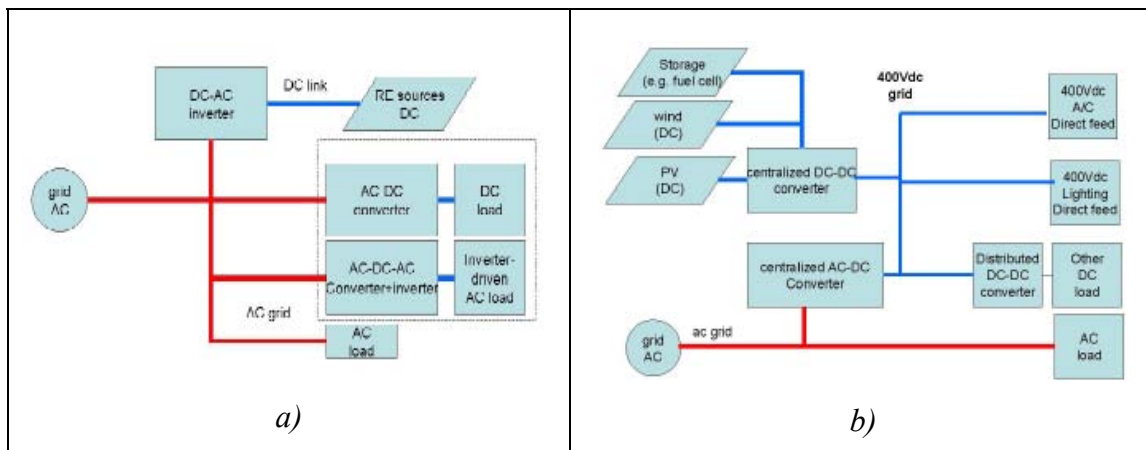 DC-AC
inverter
DC link
RE sources
DC
grid
AC
AC DC
converter
DC
load
AC-DC-AC
Converter+inverter
Inverter-
driven
AC load
AC grid
AC
load
a)
Storage
(e.g. fuel cell)
wind
(DC)
PV
(DC)
centralized DC-DC
converter
400Vdc
grid
400Vdc
A/C
Direct feed
400Vdc
Lighting
Direct feed
centralized AC-DC
Converter
Distributed
DC-DC
converter
Other
DC
load
grid
AC
ac grid
AC
load
b)